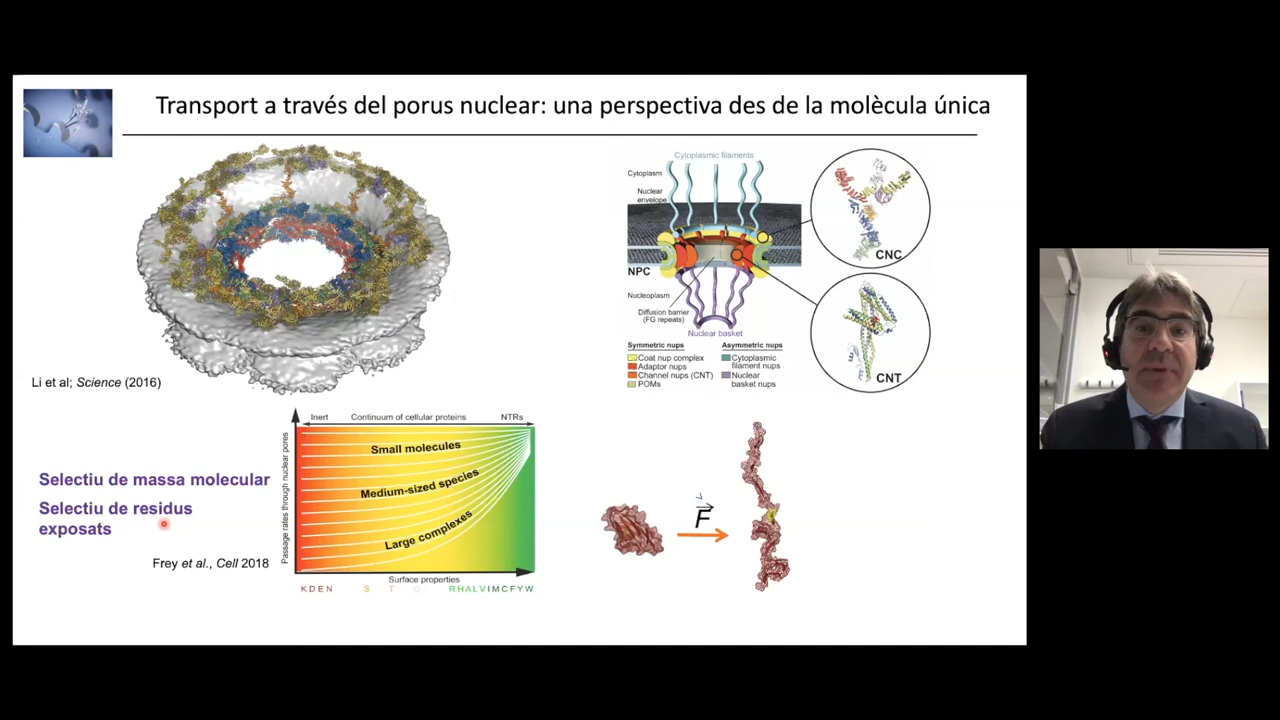 Transport a través del porus nuclear: una perspectiva des de la molècula única
Li et al; Science (2016)
Cytoplasmic filaments
Cytoplasm
Nuclear
envelope
NPC
Nucleoplasm
Diffusion barrier
(FG repeats)
Nuclear basket
CNC
CNT
Symmetric nups
Coat nup complex
Adaptor nups
Channel nups (CNT)
POMs
Asymmetric nups
Cytoplasmic
filament nups
Nuclear
basket nups
Selectiu de massa molecular
Selectiu de residus
exposats
Frey et al., Cell 2018
Inert Continuum of cellular proteins NTRs
Passage rates through nuclear pores
Small molecules
Medium-sized species
Large complexes
Surface properties
KDEN S T Q RHALVIMCFYW
F